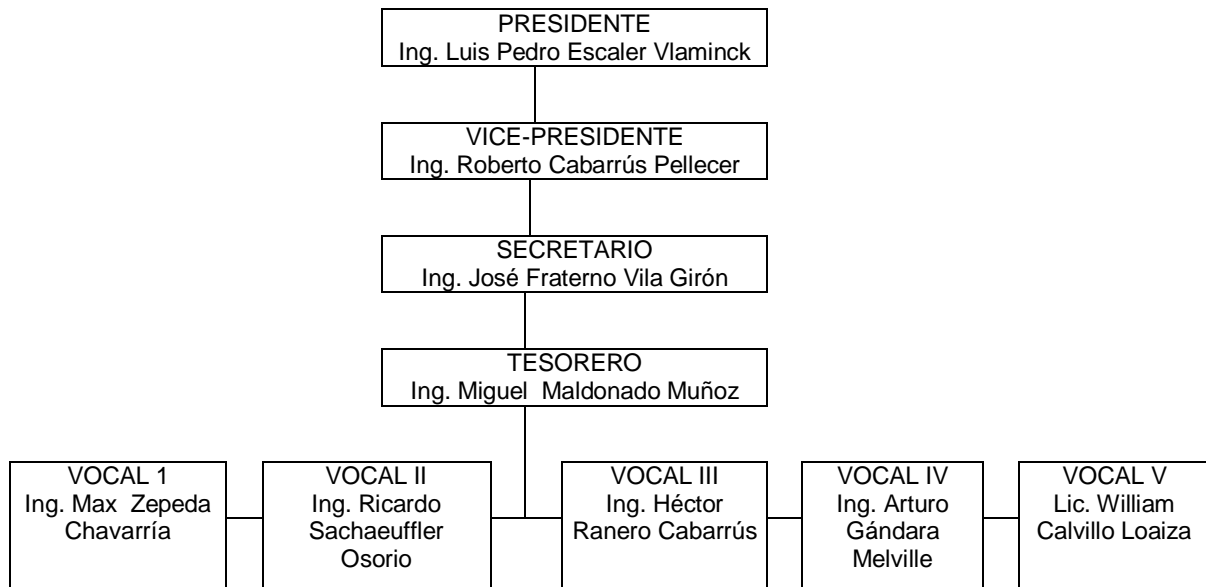 PRESIDENTE
Ing. Luis Pedro Escaler Vlaminck
VICE-PRESIDENTE
Ing. Roberto Cabarrús Pellecer
SECRETARIO
Ing. José Fraterno Vila Girón
TESORERO
Ing. Miguel  Maldonado Muñoz
VOCAL 1
Ing. Max  Zepeda
Chavarría
VOCAL II
Ing. Ricardo
Sachaeuffler
Osorio
VOCAL III
Ing. Héctor
Ranero Cabarrús
VOCAL IV
Ing. Arturo
Gándara
Melville
VOCAL V
Lic. William
Calvillo Loaiza